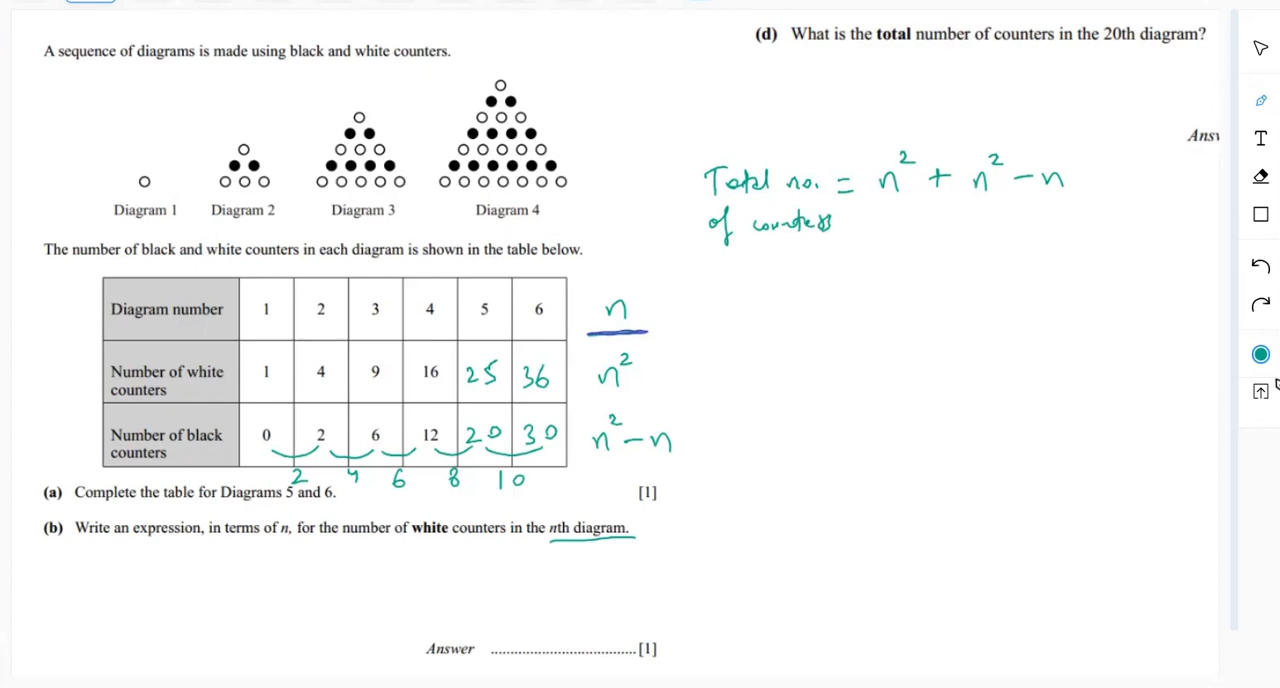 A sequence of diagrams is made using black and white counters.
Diagram 1 Diagram 2 Diagram 3 Diagram 4
The number of black and white counters in each diagram is shown in the table below.
Diagram number 1 2 3 4 5 6 n
Number of white counters 1 4 9 16 25 36 n²
Number of black counters 0 2 6 12 20 30 n² - n
2 4 6 8 10
(a) Complete the table for Diagrams 5 and 6. [1]
(b) Write an expression, in terms of n, for the number of white counters in the nth diagram.
Answer ..................................... [1]
(d) What is the total number of counters in the 20th diagram?
Answ
Total no. = n² + n² - n
of counters
T